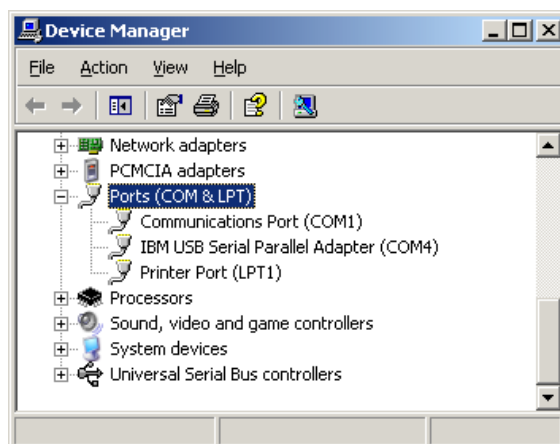 Device Manager
File Action View Help
Network adapters
PCMCIA adapters
Ports (COM & LPT)
Communications Port (COM1)
IBM USB Serial Parallel Adapter (COM4)
Printer Port (LPT1)
Processors
Sound, video and game controllers
System devices
Universal Serial Bus controllers